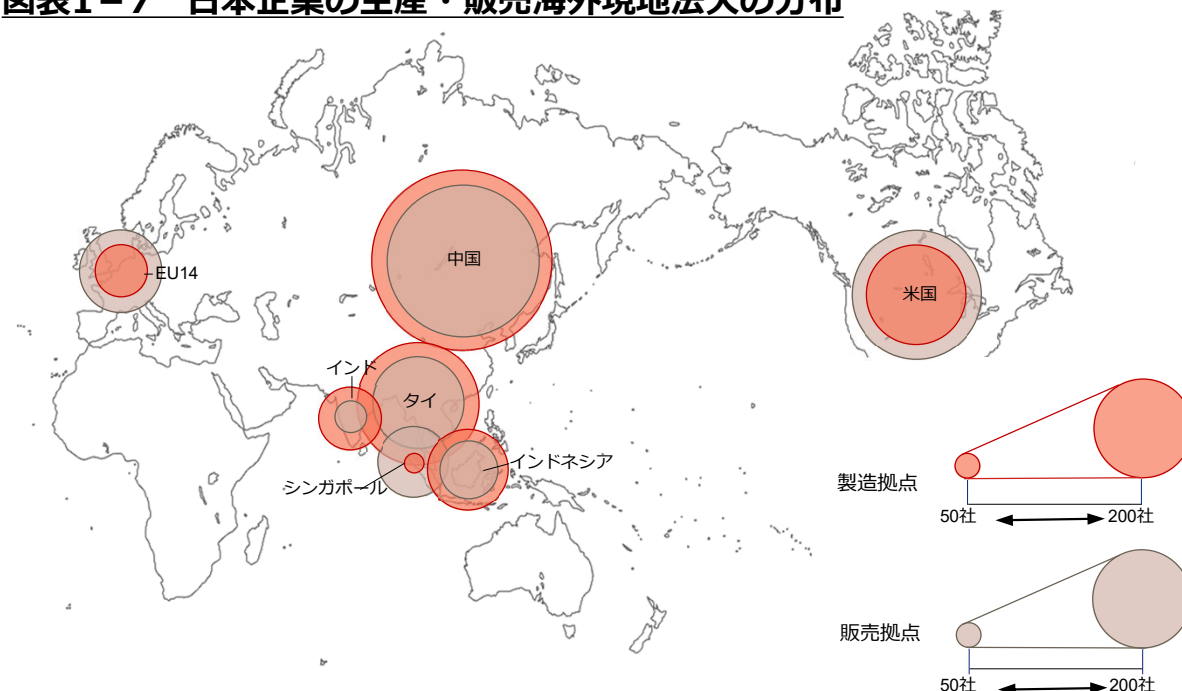 図表1−7　日本企業の生産・販売海外現地法人の分布
EU14
中国
米国
インド
タイ
シンガポール
インドネシア
製造拠点
50社
200社
販売拠点
50社
200社